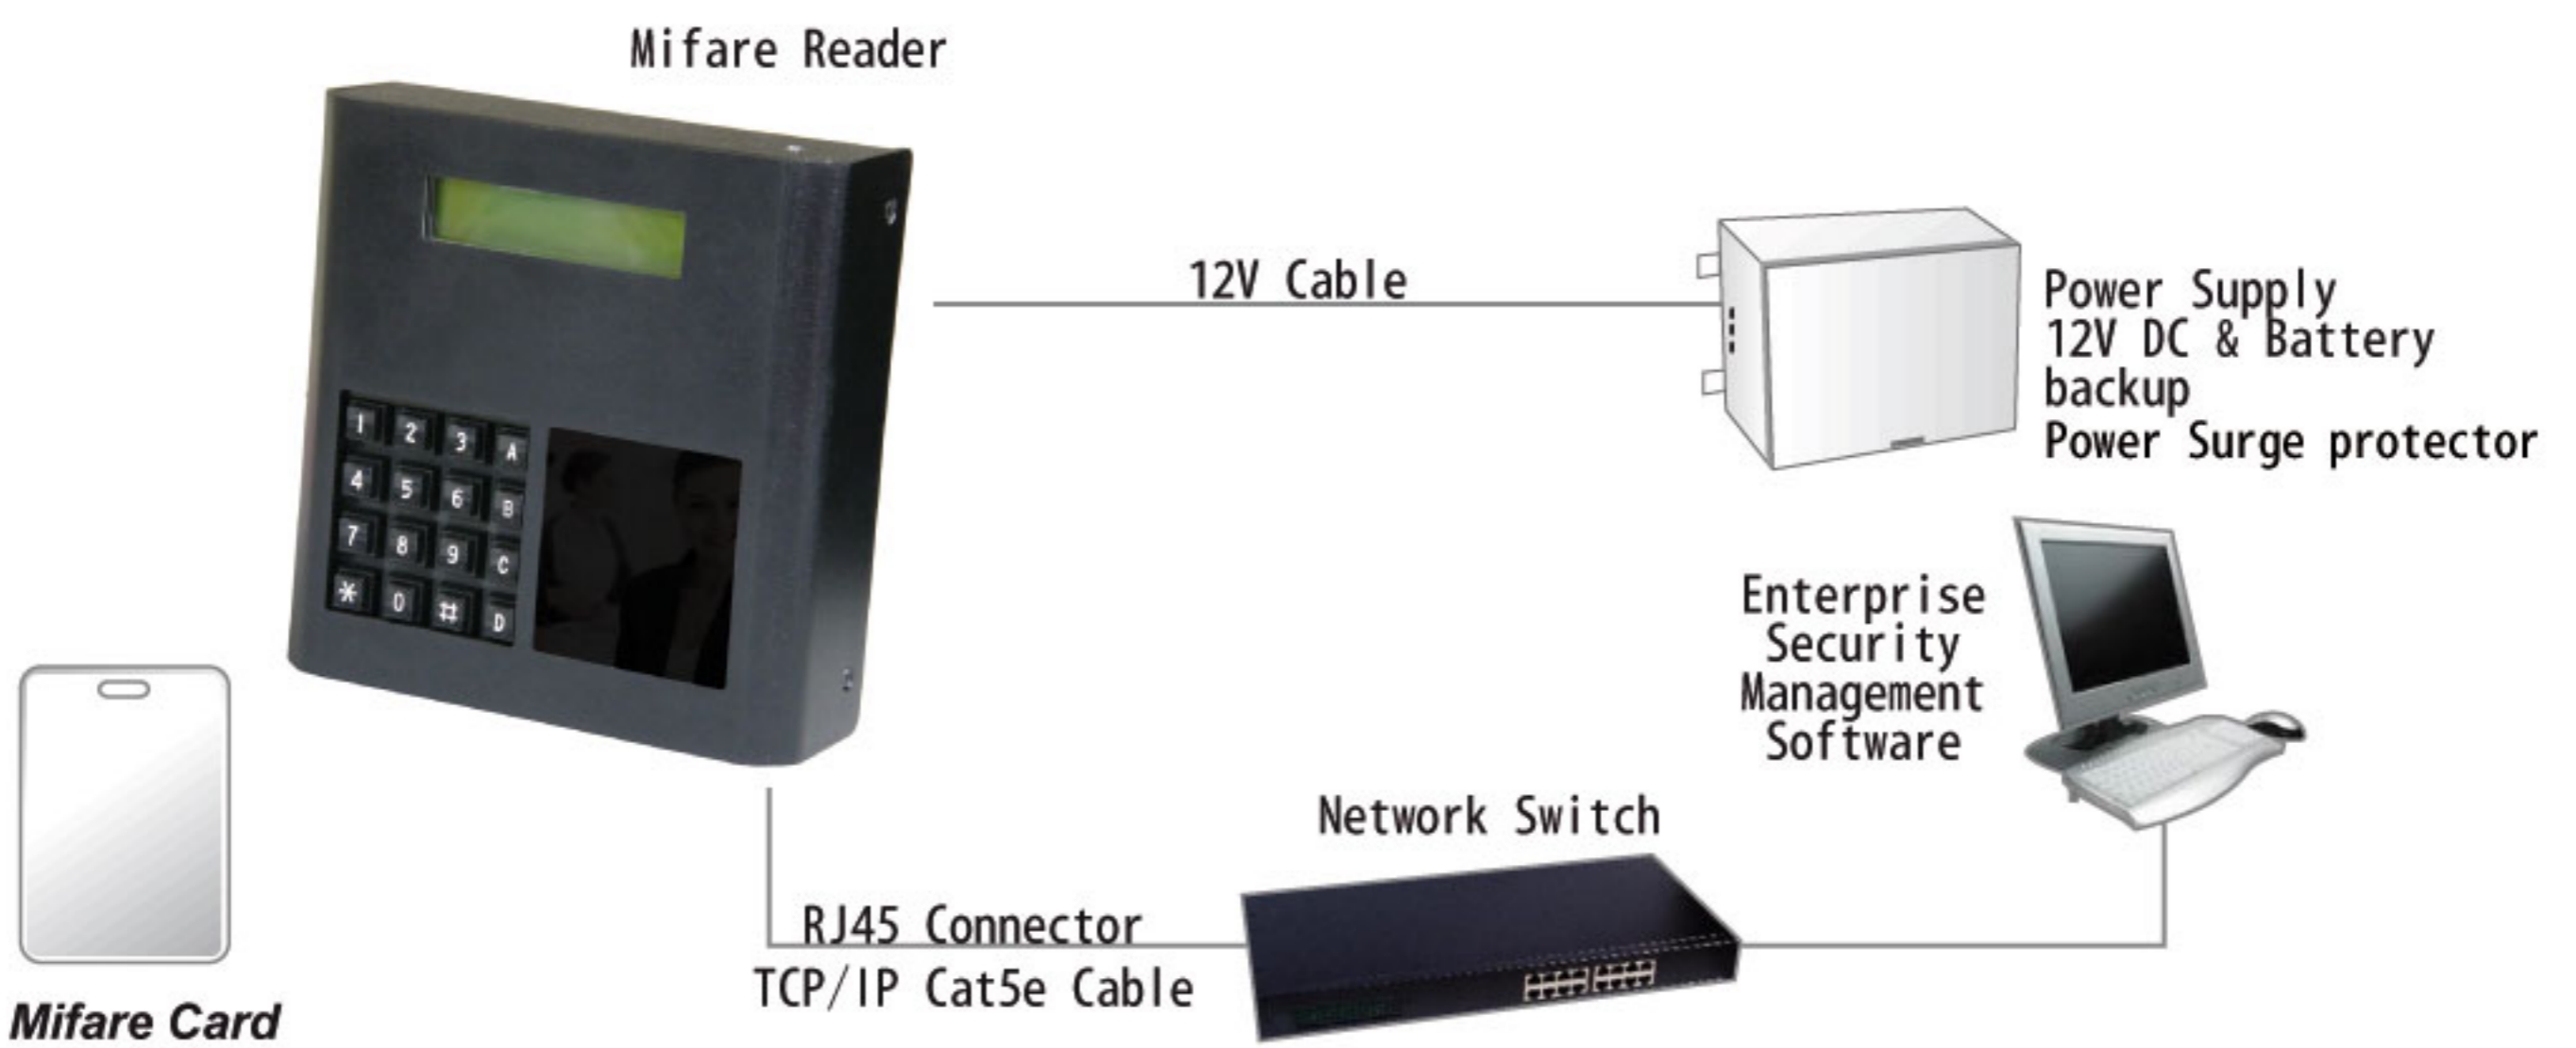 Mifare Reader
12V Cable
Power Supply
12V DC & Battery
backup
Power Surge protector
1 2 3 A
4 5 6 B
7 8 9 C
* 0 # D
Enterprise
Security
Management
Software
Network Switch
RJ45 Connector
TCP/IP Cat5e Cable
Mifare Card